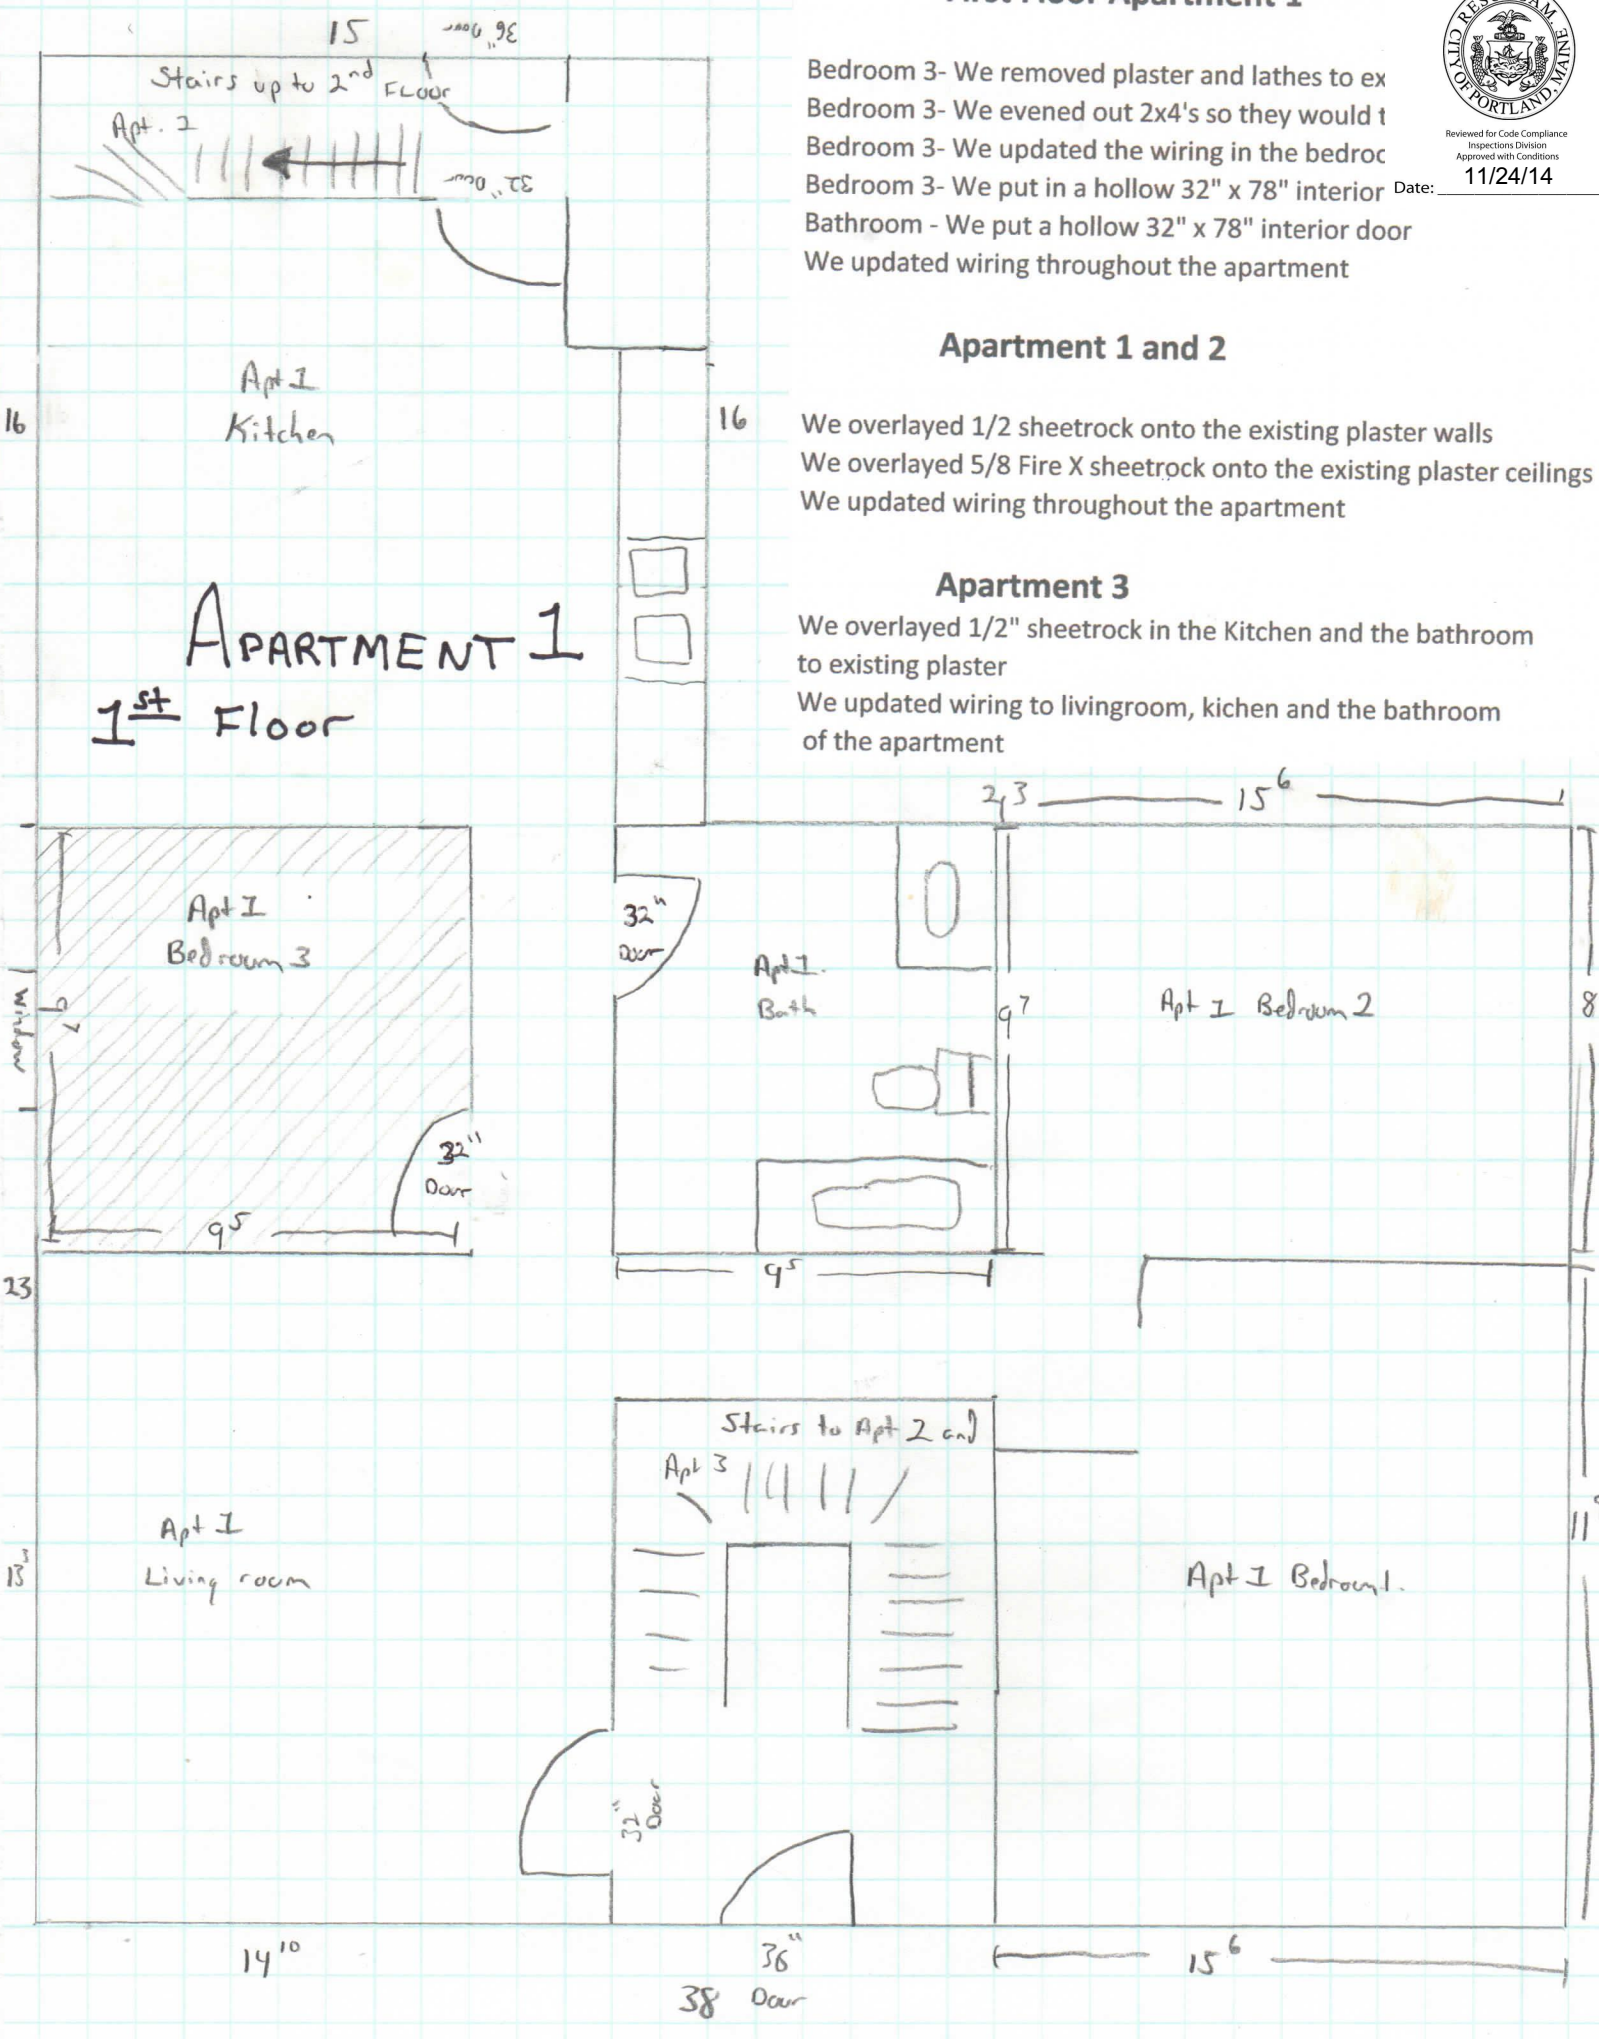 15
36" Door
Stairs up to 2nd Floor
Apt. 2
32" Door
Apt 1
Kitchen
16
16
APARTMENT 1
1st Floor
Bedroom 3- We removed plaster and lathes to ex
Bedroom 3- We evened out 2x4's so they would t
Bedroom 3- We updated the wiring in the bedroo
Bedroom 3- We put in a hollow 32" x 78" interior
Bathroom - We put a hollow 32" x 78" interior door
We updated wiring throughout the apartment
CITY OF PORTLAND, MAINE
Reviewed for Code Compliance
Inspections Division
Approved with Conditions
Date: 11/24/14
Apartment 1 and 2
We overlayed 1/2 sheetrock onto the existing plaster walls
We overlayed 5/8 Fire X sheetrock onto the existing plaster ceilings
We updated wiring throughout the apartment
Apartment 3
We overlayed 1/2" sheetrock in the Kitchen and the bathroom
to existing plaster
We updated wiring to livingroom, kichen and the bathroom
of the apartment
23
15 6
Apt 1
Bedroom 3
Window
9 7
32"
Door
9 5
32"
Door
Apt 1.
Bath
9 7
9 5
Apt 1 Bedroom 2
8
23
Stairs to Apt 2 and
Apt 3
Apt 1
Living room
13 3
32"
Door
Apt 1 Bedroom 1.
11
14 10
36"
38 Door
15 6